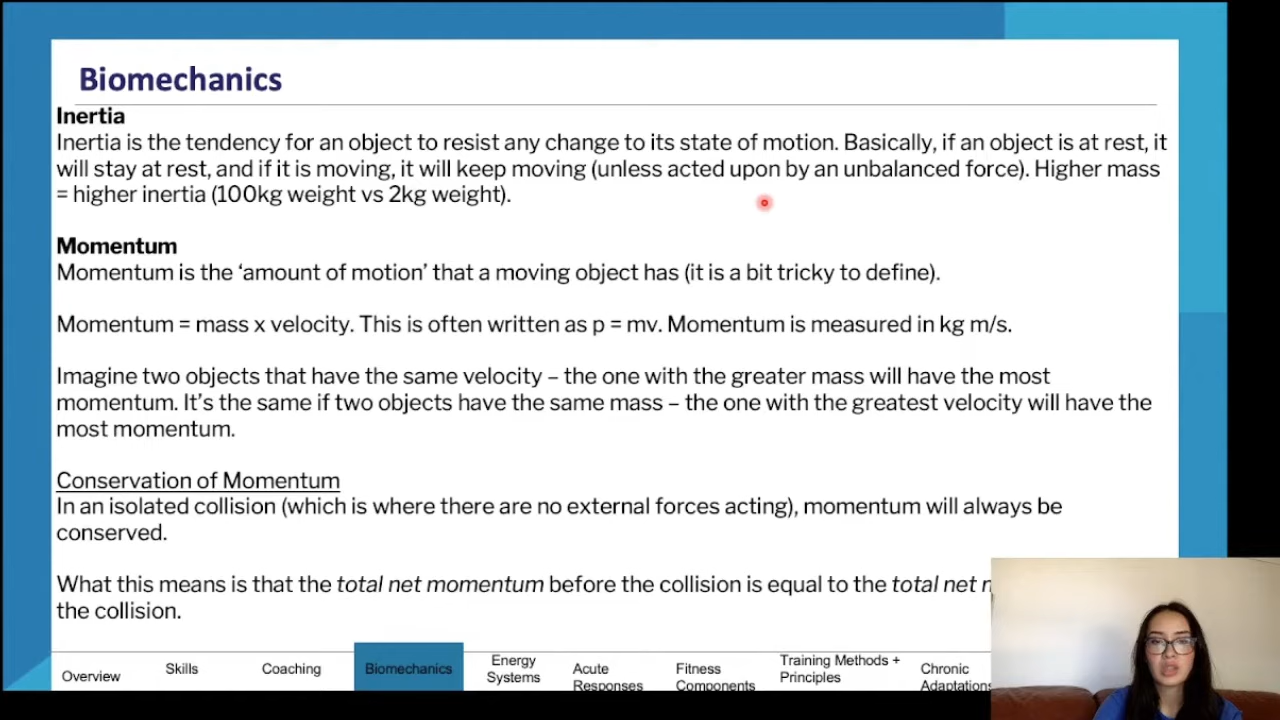 Biomechanics
Inertia
Inertia is the tendency for an object to resist any change to its state of motion. Basically, if an object is at rest, it
will stay at rest, and if it is moving, it will keep moving (unless acted upon by an unbalanced force). Higher mass
= higher inertia (100kg weight vs 2kg weight).
Momentum
Momentum is the ‘amount of motion’ that a moving object has (it is a bit tricky to define).
Momentum = mass x velocity. This is often written as p = mv. Momentum is measured in kg m/s.
Imagine two objects that have the same velocity – the one with the greater mass will have the most
momentum. It’s the same if two objects have the same mass – the one with the greatest velocity will have the
most momentum.
Conservation of Momentum
In an isolated collision (which is where there are no external forces acting), momentum will always be
conserved.
What this means is that the total net momentum before the collision is equal to the total net
the collision.
Overview
Skills
Coaching
Biomechanics
Energy
Systems
Acute
Responses
Fitness
Components
Training Methods +
Principles
Chronic
Adaptations